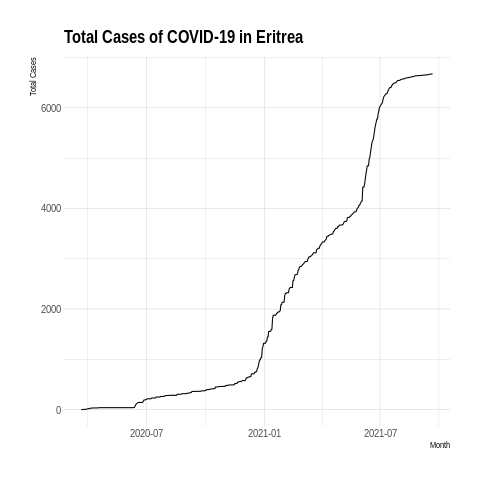 Total Cases of COVID-19 in Eritrea
Total Cases
6000
4000
2000
0
2020-07
2021-01
2021-07
Month